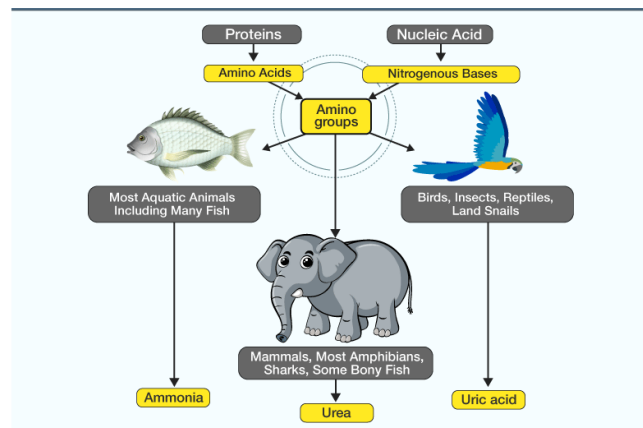 Proteins
Nucleic Acid
Amino Acids
Nitrogenous Bases
Amino
groups
Most Aquatic Animals
Including Many Fish
Birds, Insects, Reptiles,
Land Snails
Mammals, Most Amphibians,
Sharks, Some Bony Fish
Ammonia
Urea
Uric acid